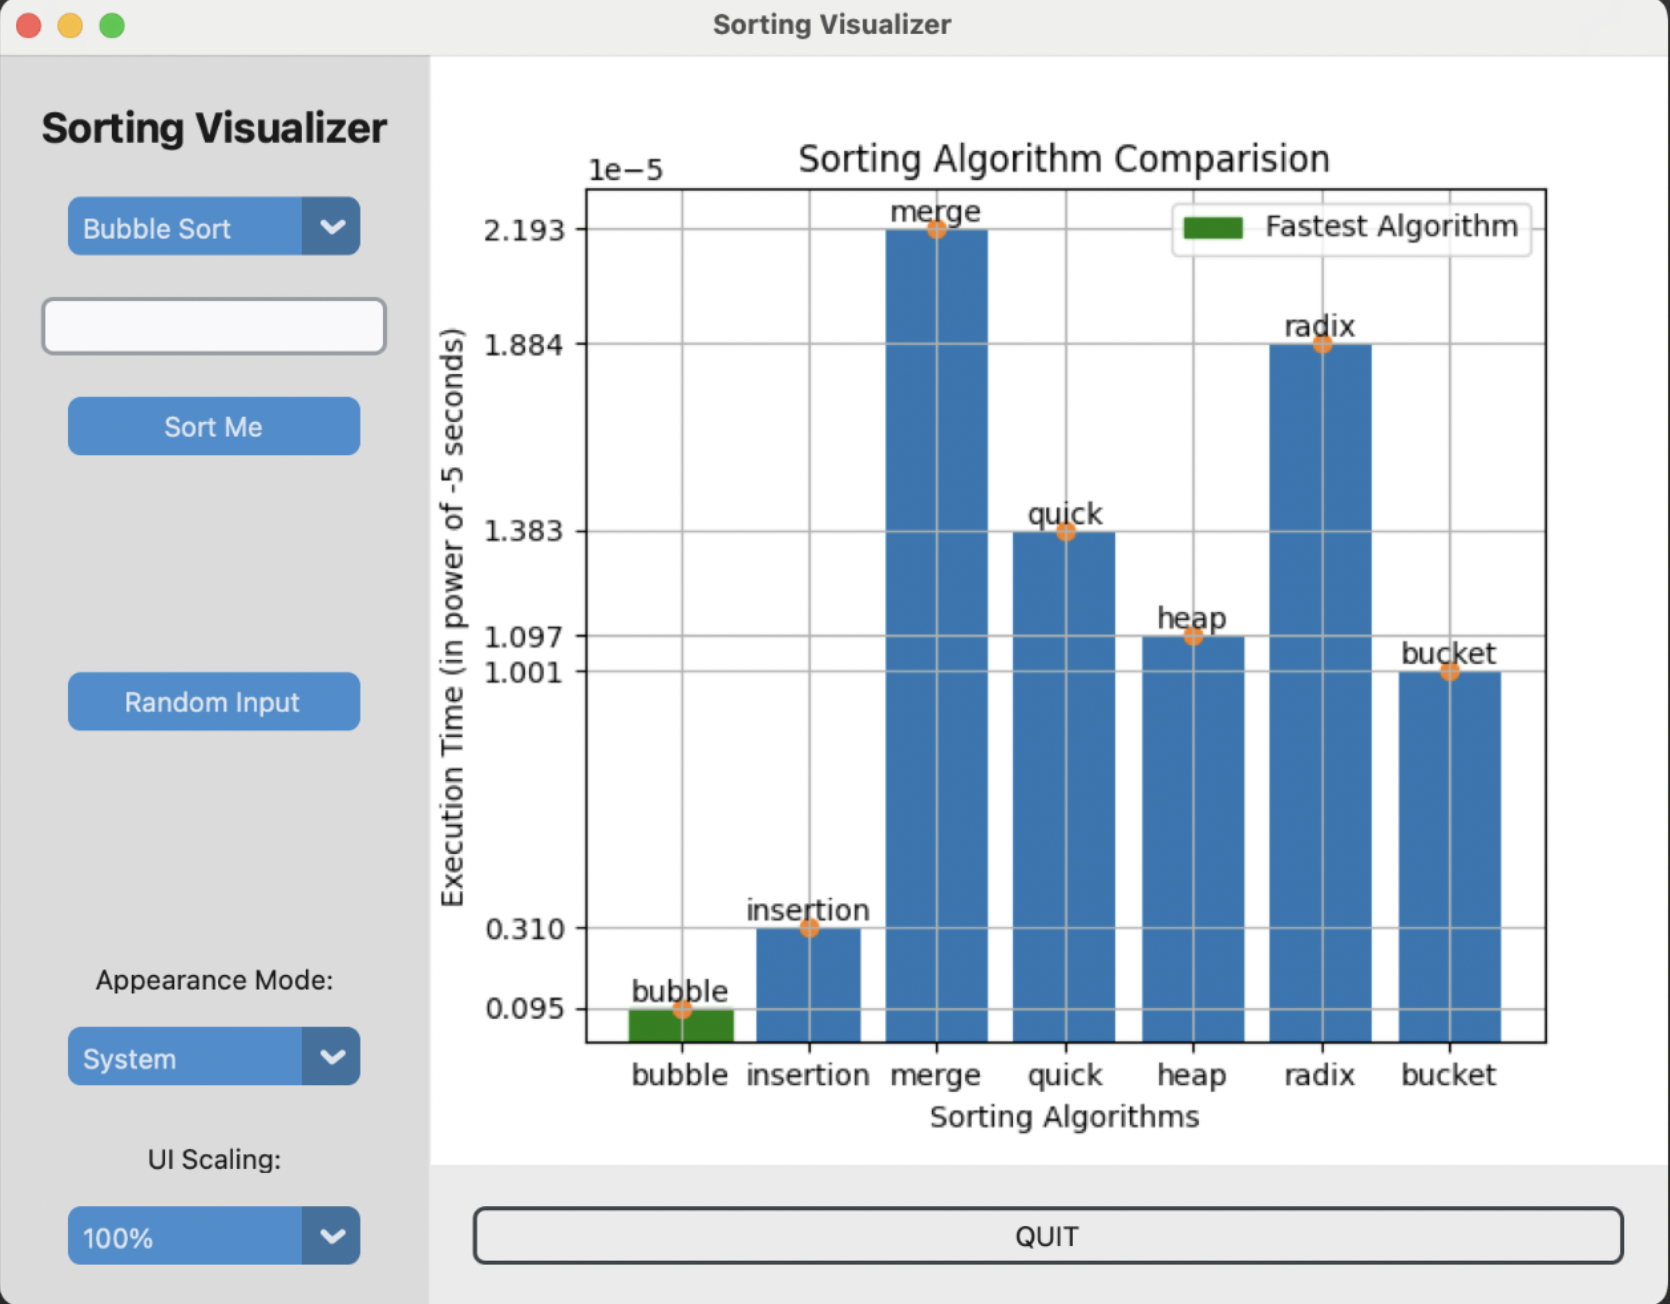 Sorting Visualizer
Sorting Visualizer
Bubble Sort
Sort Me
Random Input
Appearance Mode:
System
UI Scaling:
100%
Sorting Algorithm Comparision
1e−5
Fastest Algorithm
Execution Time (in power of -5 seconds)
2.193
1.884
1.383
1.097
1.001
0.310
0.095
merge
radix
quick
heap
bucket
insertion
bubble
bubble insertion merge quick heap radix bucket
Sorting Algorithms
QUIT